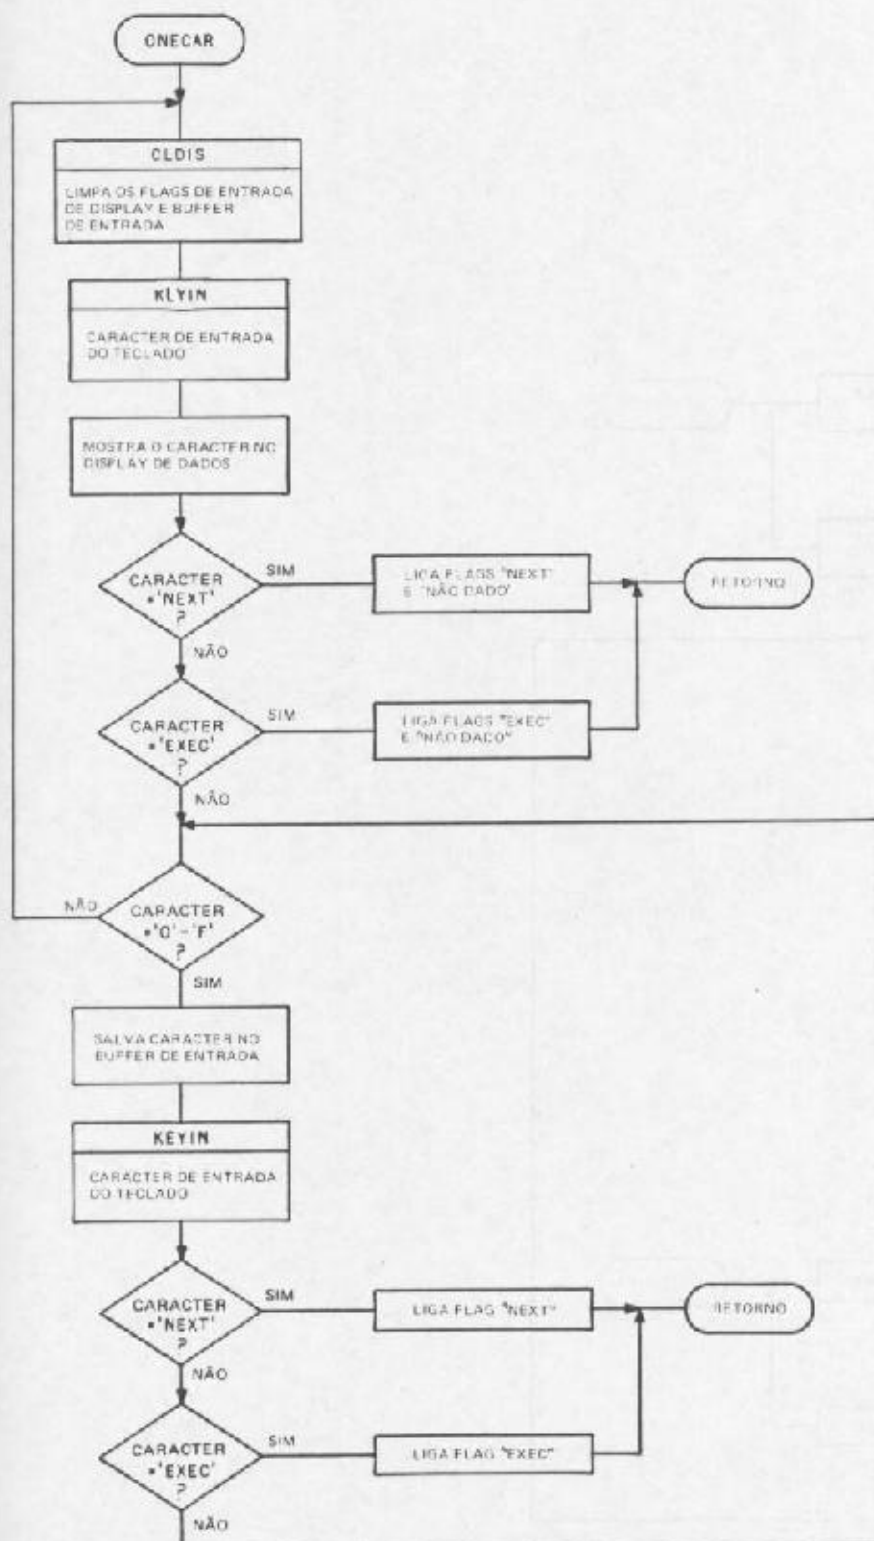 ONECAR
CLDIS
LIMPA OS FLAGS DE ENTRADA
DE DISPLAY E BUFFER
DE ENTRADA
KEYIN
CARACTER DE ENTRADA
DO TECLADO
MOSTRA O CARACTER NO
DISPLAY DE DADOS
CARACTER
='NEXT'
?
SIM
LIGA FLAGS "NEXT"
E "NÃO DADO"
RETORNO
NÃO
CARACTER
='EXEC'
?
SIM
LIGA FLAGS "EXEC"
E "NÃO DADO"
NÃO
NÃO
CARACTER
='0'-'F'
?
SIM
SALVA CARACTER NO
BUFFER DE ENTRADA
KEYIN
CARACTER DE ENTRADA
DO TECLADO
CARACTER
='NEXT'
?
SIM
LIGA FLAG "NEXT"
RETORNO
NÃO
CARACTER
='EXEC'
?
SIM
LIGA FLAG "EXEC"
NÃO